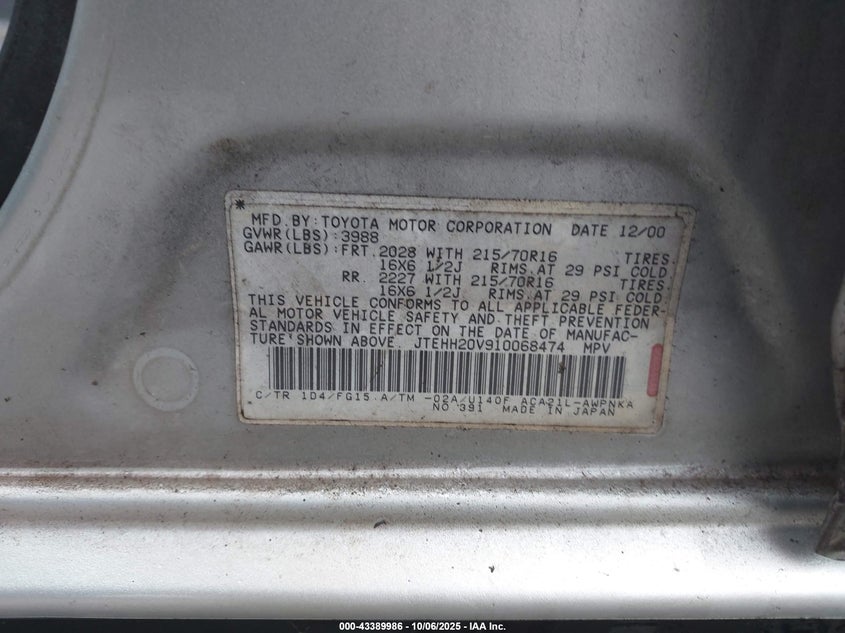 *
MFD. BY: TOYOTA MOTOR CORPORATION DATE 12/00
GVWR(LBS): 3988
GAWR(LBS): FRT. 2028 WITH 215/70R16 TIRES.
16X6 1/2J RIMS. AT 29 PSI COLD
RR. 2227 WITH 215/70R16 TIRES.
16X6 1/2J RIMS. AT 29 PSI COLD
THIS VEHICLE CONFORMS TO ALL APPLICABLE FEDER-
AL MOTOR VEHICLE SAFETY AND THEFT PREVENTION
STANDARDS IN EFFECT ON THE DATE OF MANUFAC-
TURE SHOWN ABOVE. JTEHH20V910068474 MPV
C/TR 1D4/FG15 A/TM -02A/U140F ACA21L-AWPNKA
NO.391 MADE IN JAPAN
000-43389986 - 10/06/2025 - IAA Inc.